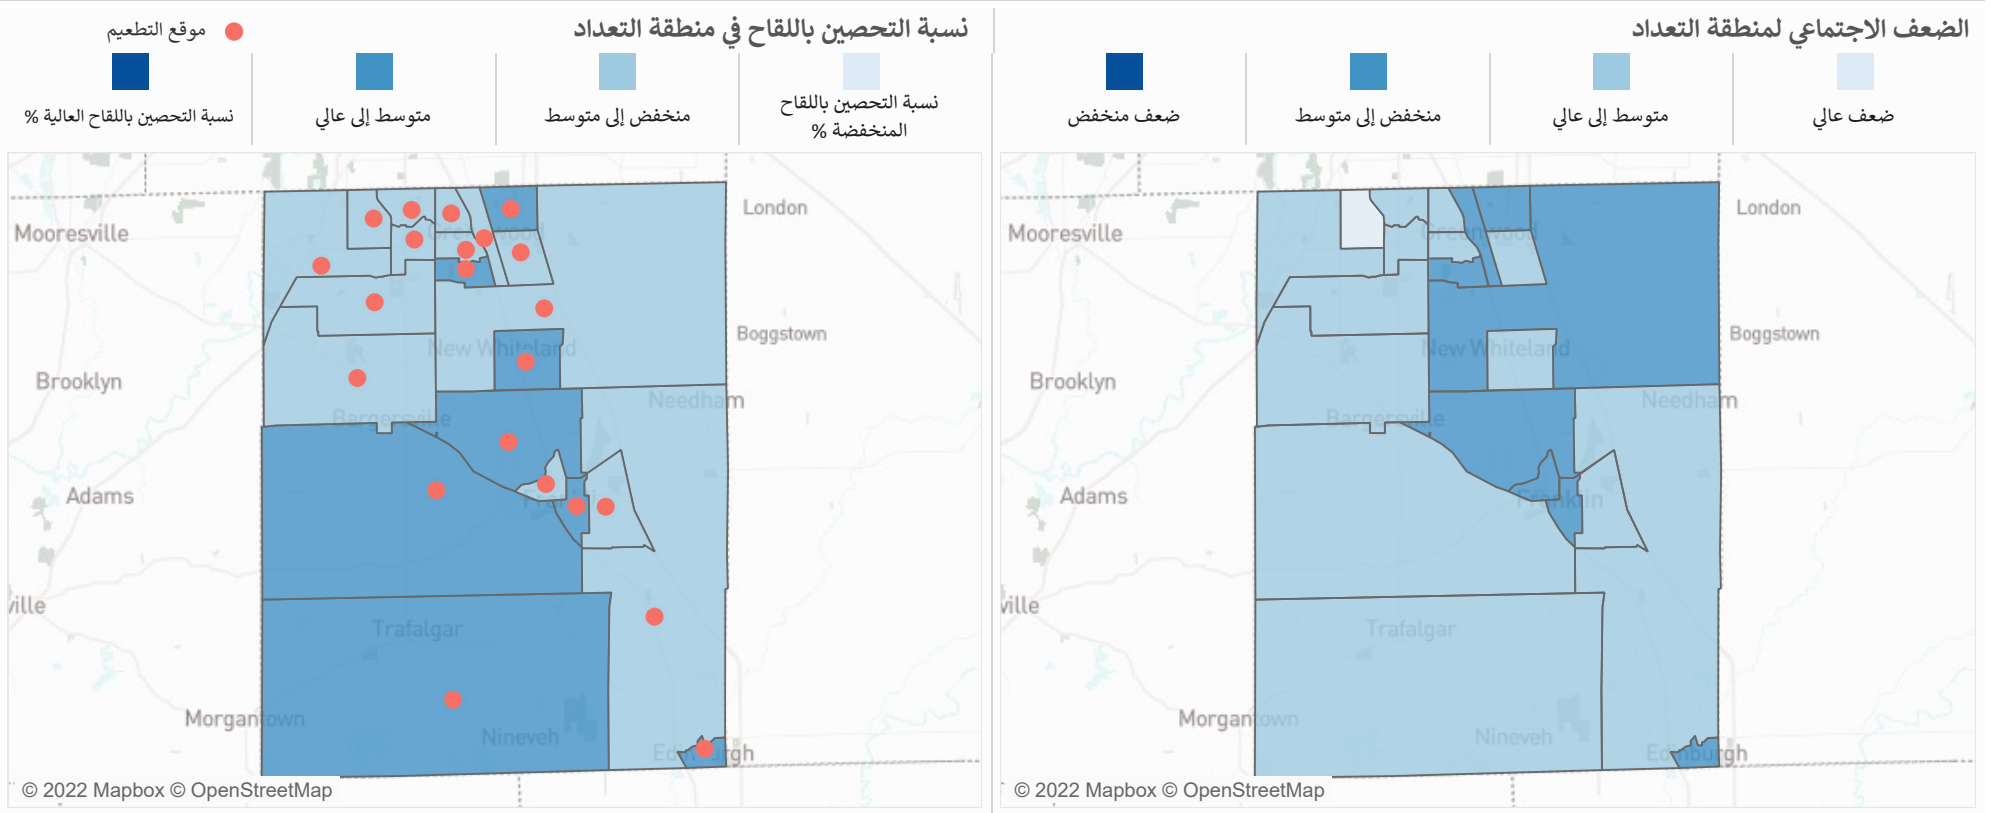 الضعف الاجتماعي لمنطقة التعداد
ضعف عالي
متوسط إلى عالي
منخفض إلى متوسط
ضعف منخفض
London
Mooresville
Greenwood
Boggstown
New Whiteland
Brooklyn
Needham
Bargersville
Adams
Franklin
ville
Trafalgar
Morgantown
Nineveh
Edinburgh
© 2022 Mapbox © OpenStreetMap
نسبة التحصين باللقاح في منطقة التعداد
موقع التطعيم
نسبة التحصين باللقاح
المنخفضة %
منخفض إلى متوسط
متوسط إلى عالي
نسبة التحصين باللقاح العالية %
London
Mooresville
Greenwood
Boggstown
New Whiteland
Brooklyn
Needham
Bargersville
Adams
Franklin
ville
Trafalgar
Morgantown
Nineveh
Edinburgh
© 2022 Mapbox © OpenStreetMap